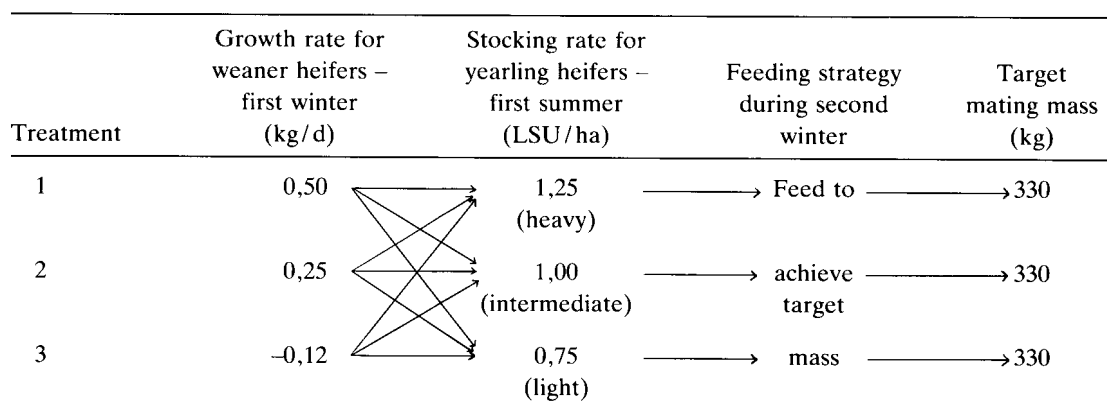 Growth rate for Stocking rate for
weaner heifers – yearling heifers – Feeding strategy Target
first winter first summer during second mating mass
Treatment (kg/d) (LSU/ha) winter (kg)
1 0,50 1,25 Feed to 330
(heavy)
2 0,25 1,00 achieve 330
(intermediate) target
3 –0,12 0,75 mass 330
(light)